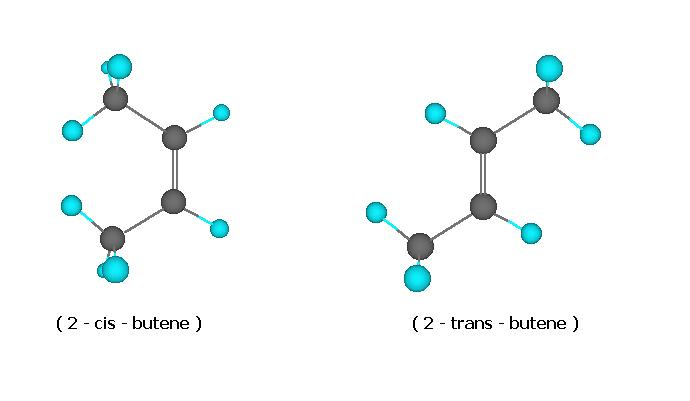 ( 2 - cis - butene )
( 2 - trans - butene )